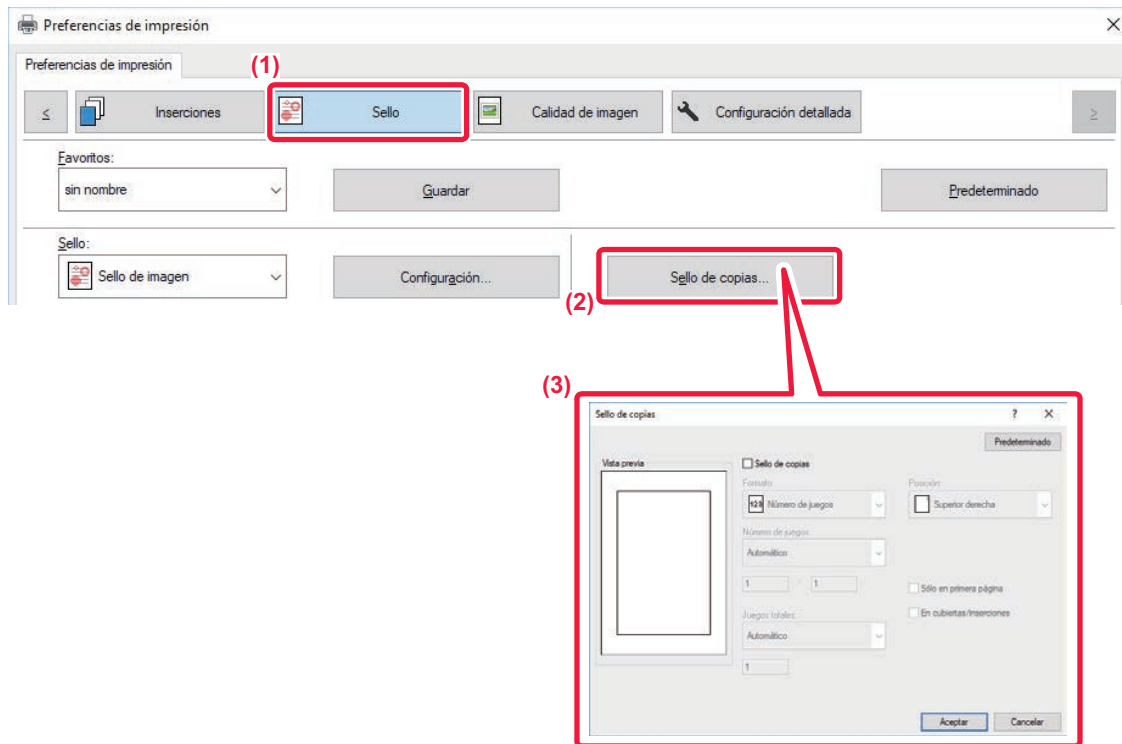 Preferencias de impresión
Preferencias de impresión
(1)
≤ Inserciones Sello Calidad de imagen Configuración detallada ≥
Favoritos:
sin nombre Guardar Predeterminado
Sello:
Sello de imagen Configuración... Sello de copias...
(2)
(3)
Sello de copias ? X
Predeterminado
Vista previa Sello de copias
Formato: Posición:
123 Número de juegos Superior derecha
Número de juegos:
Automático
1 - 1 Sólo en primera página
Juegos totales: En cubiertas/Inserciones
Automático
1
Aceptar Cancelar